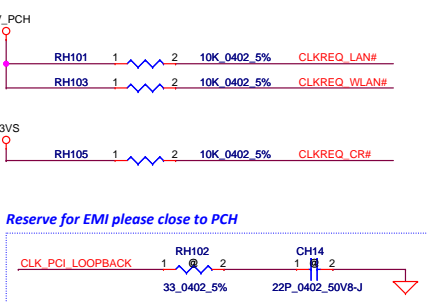 _PCH
RH101 1 2 10K_0402_5% CLKREQ_LAN#
RH103 1 2 10K_0402_5% CLKREQ_WLAN#
3VS
RH105 1 2 10K_0402_5% CLKREQ_CR#
Reserve for EMI please close to PCH
RH102 CH14
CLK_PCI_LOOPBACK 1 @ 2 1 @ 2
33_0402_5% 22P_0402_50V8-J